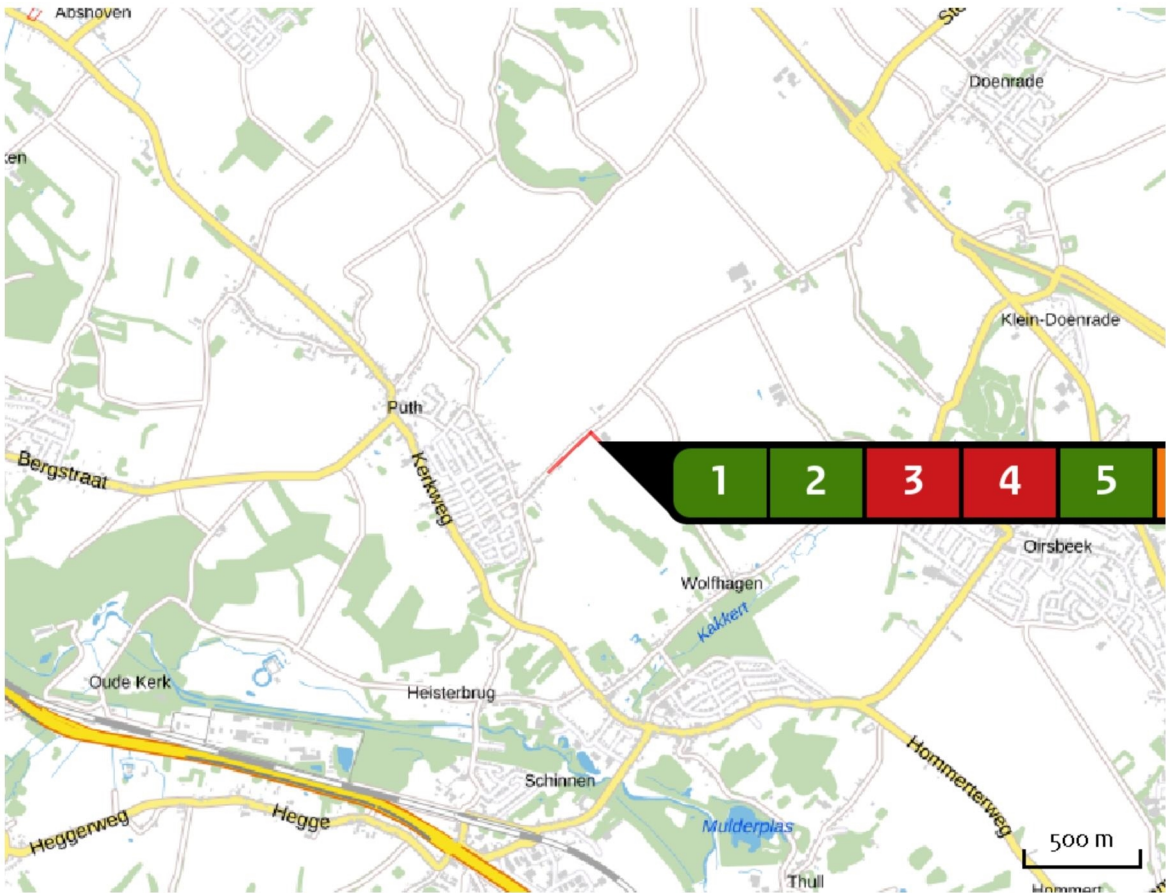 Abshoven
Doenrade
Klein-Doenrade
Puth
Bergstraat
Kerkweg
1 2 3 4 5
Oirsbeek
Wolfhagen
Kakkert
Oude Kerk
Heisterbrug
Schinnen
Hommerterweg
Heggerweg
Hegge
Mulderplas
500 m
Thull
Hommert